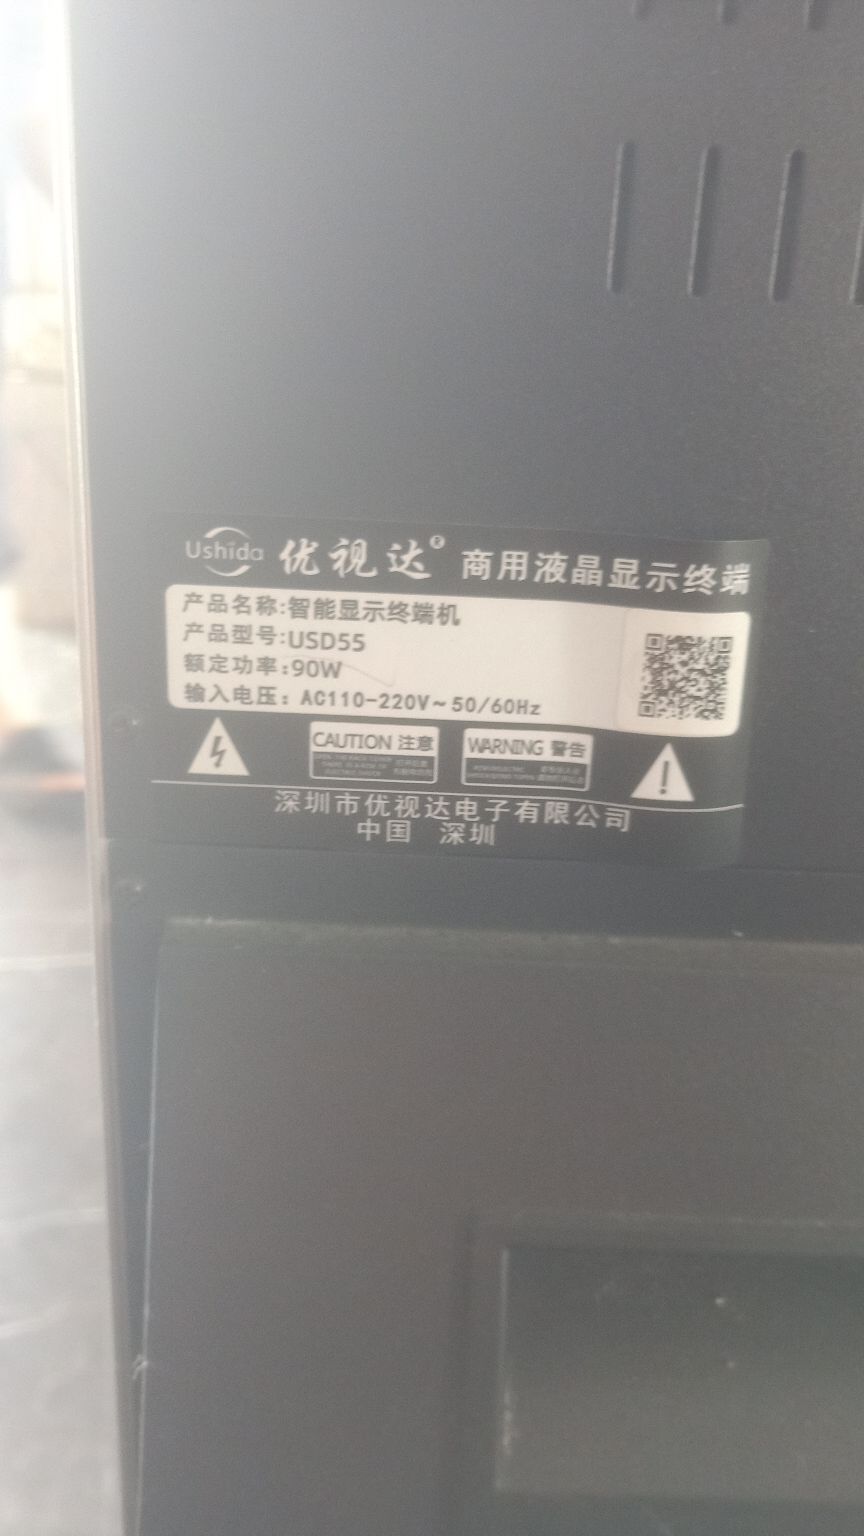 Ushida 优视达® 商用液晶显示终端
产品名称:智能显示终端机
产品型号:USD55
额定功率:90W
输入电压: AC110-220V~50/60Hz
CAUTION 注意
WARNING 警告
深圳市优视达电子有限公司
中国 深圳